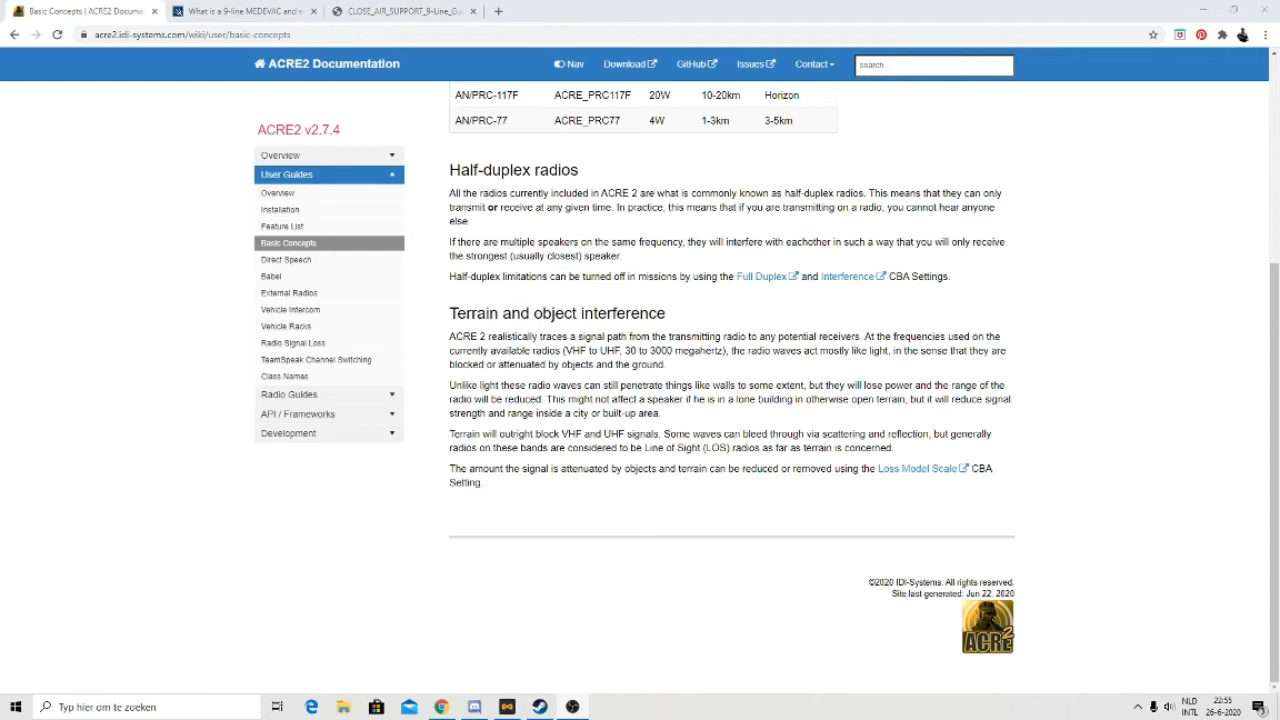 Basic Concepts | ACRE2 Docume
What is a 9-line MEDEVAC and e
CLOSE_AIR_SUPPORT_9-Line_Gu
acre2.idi-systems.com/wiki/user/basic-concepts
ACRE2 Documentation
Nav
Download
GitHub
Issues
Contact
search...
ACRE2 v2.7.4
Overview
User Guides
Overview
Installation
Feature List
Basic Concepts
Direct Speech
Babel
External Radios
Vehicle Intercom
Vehicle Racks
Radio Signal Loss
TeamSpeak Channel Switching
Class Names
Radio Guides
API / Frameworks
Development
AN/PRC-117F ACRE_PRC117F 20W 10-20km Horizon
AN/PRC-77 ACRE_PRC77 4W 1-3km 3-5km
Half-duplex radios
All the radios currently included in ACRE 2 are what is commonly known as half-duplex radios. This means that they can only
transmit or receive at any given time. In practice, this means that if you are transmitting on a radio, you cannot hear anyone
else.
If there are multiple speakers on the same frequency, they will interfere with eachother in such a way that you will only receive
the strongest (usually closest) speaker.
Half-duplex limitations can be turned off in missions by using the Full Duplex and Interference CBA Settings.
Terrain and object interference
ACRE 2 realistically traces a signal path from the transmitting radio to any potential receivers. At the frequencies used on the
currently available radios (VHF to UHF, 30 to 3000 megahertz), the radio waves act mostly like light, in the sense that they are
blocked or attenuated by objects and the ground.
Unlike light these radio waves can still penetrate things like walls to some extent, but they will lose power and the range of the
radio will be reduced. This might not affect a speaker if he is in a lone building in otherwise open terrain, but it will reduce signal
strength and range inside a city or built-up area.
Terrain will outright block VHF and UHF signals. Some waves can bleed through via scattering and reflection, but generally
radios on these bands are considered to be Line of Sight (LOS) radios as far as terrain is concerned.
The amount the signal is attenuated by objects and terrain can be reduced or removed using the Loss Model Scale CBA
Setting.
©2020 IDI-Systems. All rights reserved.
Site last generated: Jun 22, 2020
ACRE2
Typ hier om te zoeken
NLD
INTL
22:55
26-6-2020
3